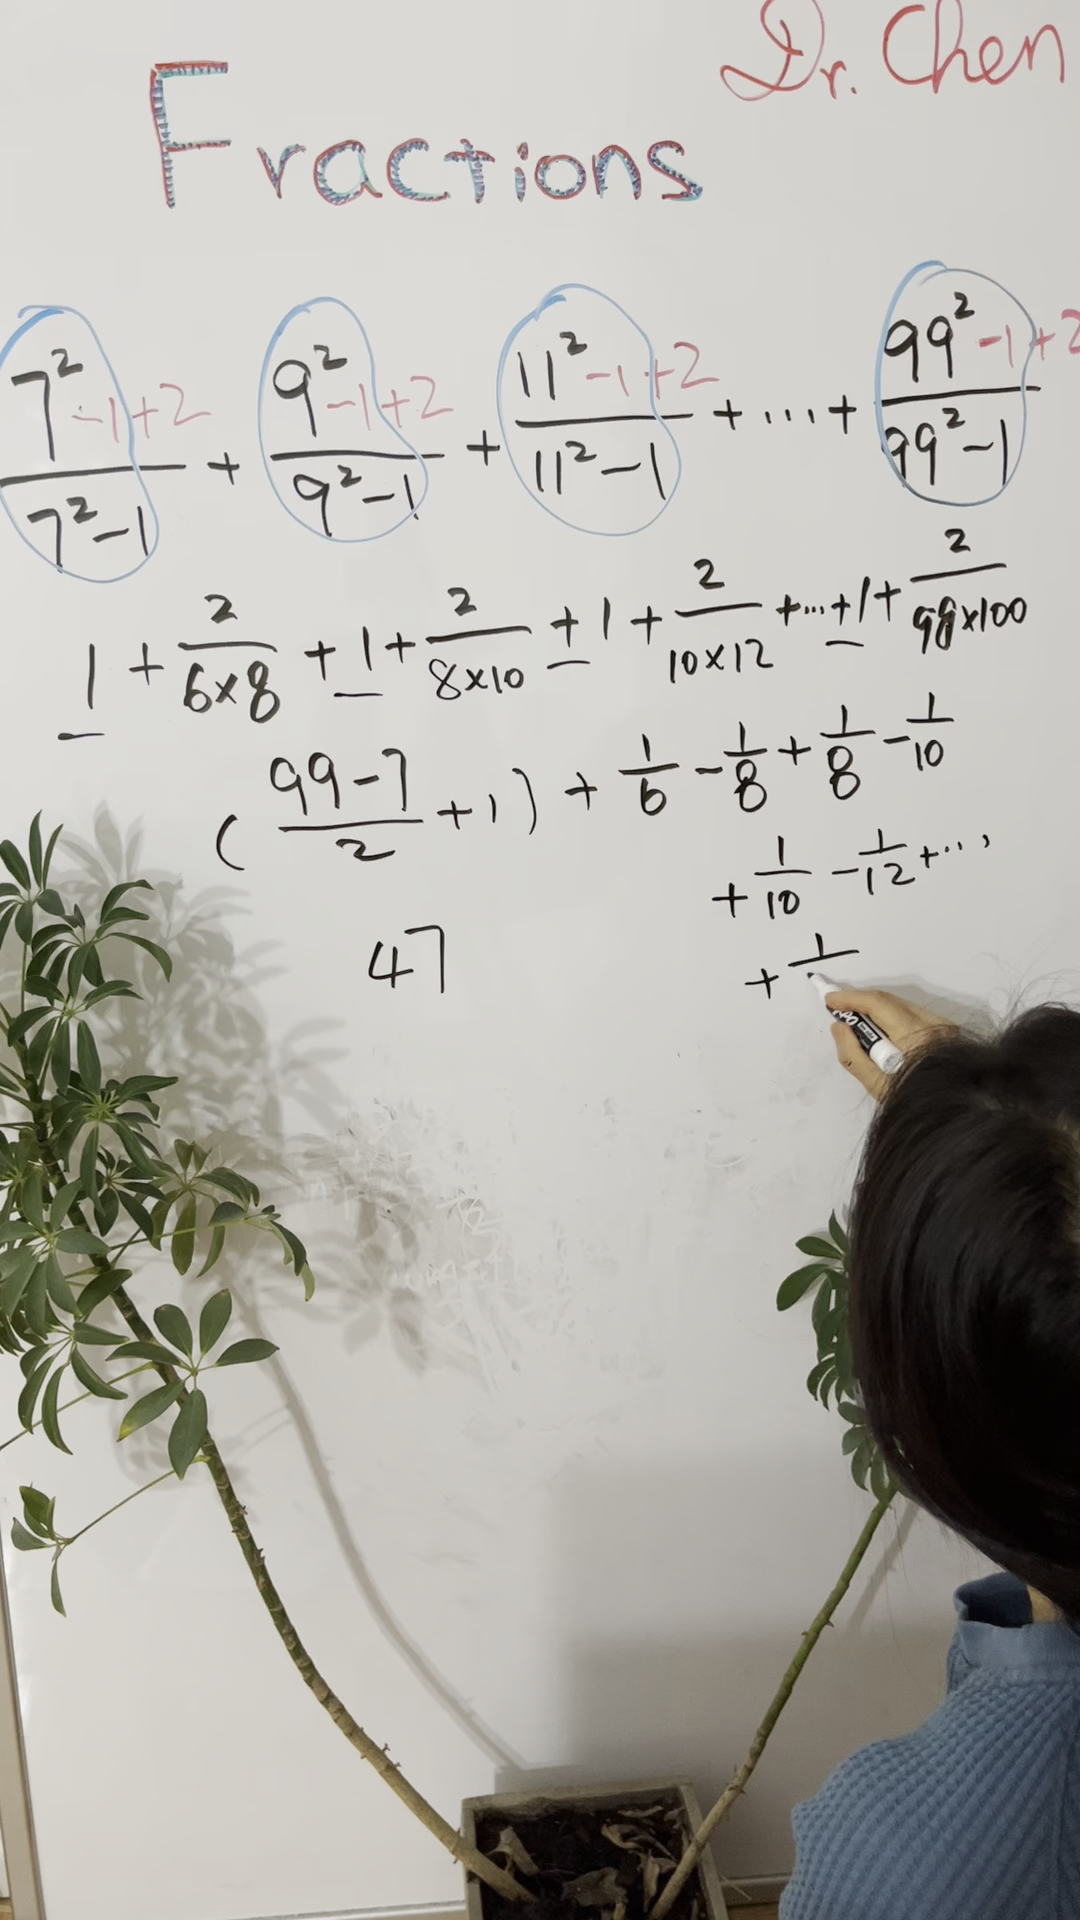 Dr. Chen
Fractions
7² -1+2 / 7²-1 + 9² -1+2 / 9²-1 + 11² -1+2 / 11²-1 + ... + 99² -1+2 / 99²-1
1 + 2/6×8 + 1 + 2/8×10 + 1 + 2/10×12 + ... + 1 + 2/98×100
(99-7/2 + 1) + 1/6 - 1/8 + 1/8 - 1/10
+ 1/10 - 1/12 + ...
47
+ 1/